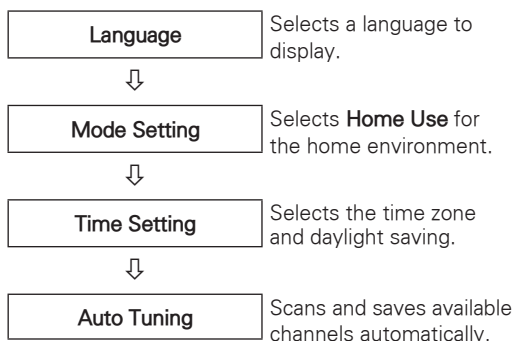 Language
Selects a language to
display.
Mode Setting
Selects Home Use for
the home environment.
Time Setting
Selects the time zone
and daylight saving.
Auto Tuning
Scans and saves available
channels automatically.